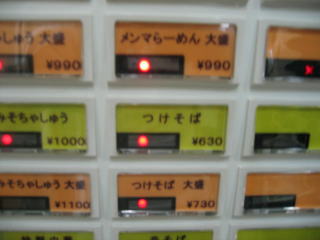 ゃしゅう 大盛
¥990
メンマらーめん 大盛
¥990
みそちゃしゅう
¥1000
つけそば
¥630
みそちゃしゅう 大盛
¥1100
つけそば 大盛
¥730